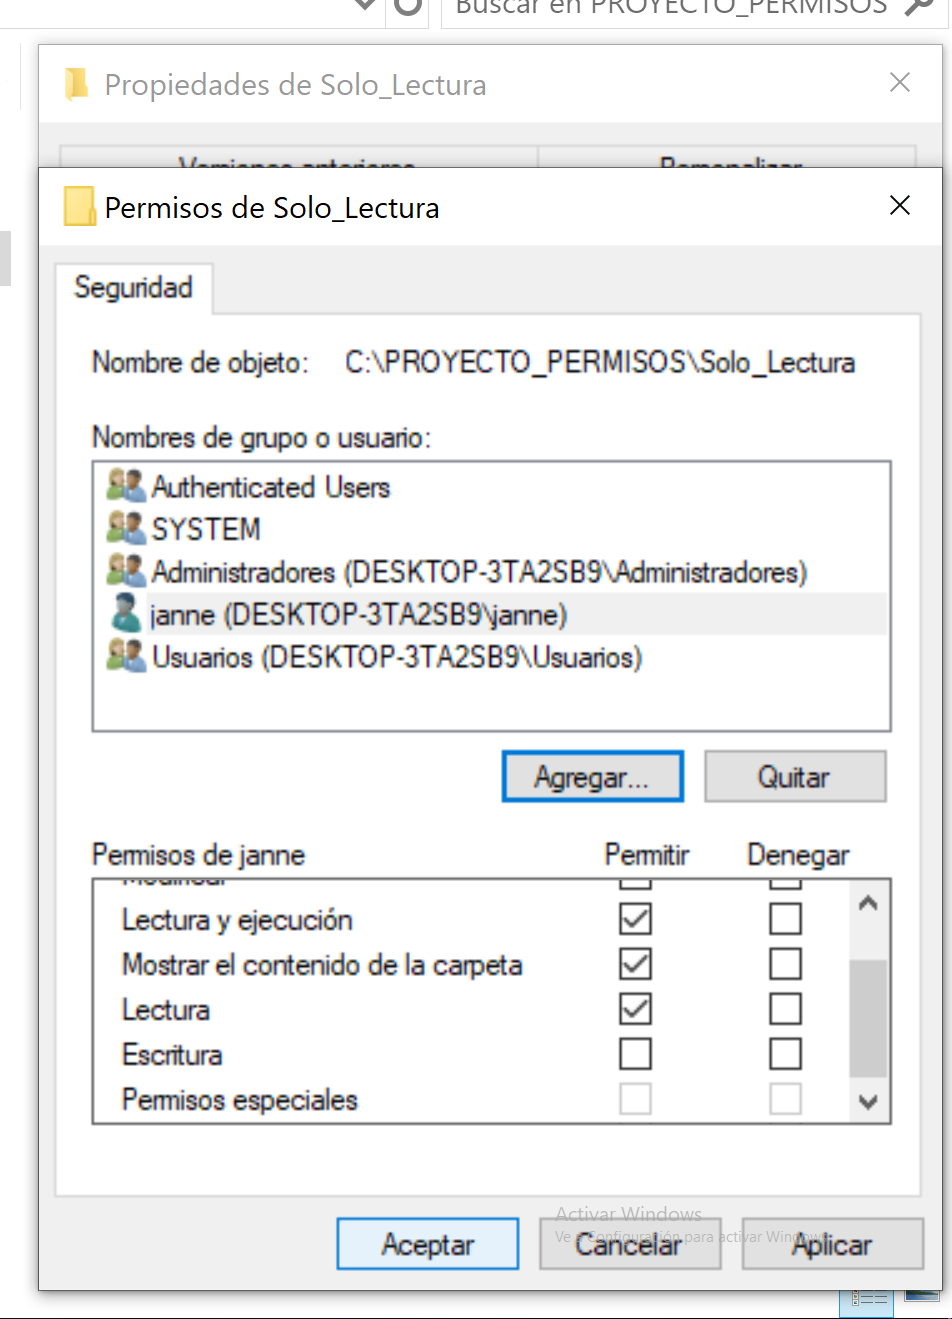 Buscar en PROYECTO_PERMISOS
Propiedades de Solo_Lectura
Versiones anteriores Personalizar
Permisos de Solo_Lectura
Seguridad
Nombre de objeto: C:\PROYECTO_PERMISOS\Solo_Lectura
Nombres de grupo o usuario:
Authenticated Users
SYSTEM
Administradores (DESKTOP-3TA2SB9\Administradores)
janne (DESKTOP-3TA2SB9\janne)
Usuarios (DESKTOP-3TA2SB9\Usuarios)
Agregar... Quitar
Permisos de janne Permitir Denegar
Modificar
Lectura y ejecución
Mostrar el contenido de la carpeta
Lectura
Escritura
Permisos especiales
Activar Windows
Ve a Configuración para activar Windows.
Aceptar Cancelar Aplicar